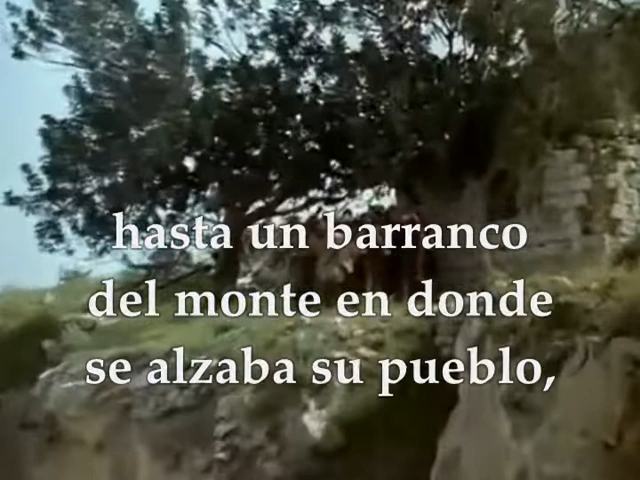 hasta un barranco
del monte en donde
se alzaba su pueblo,